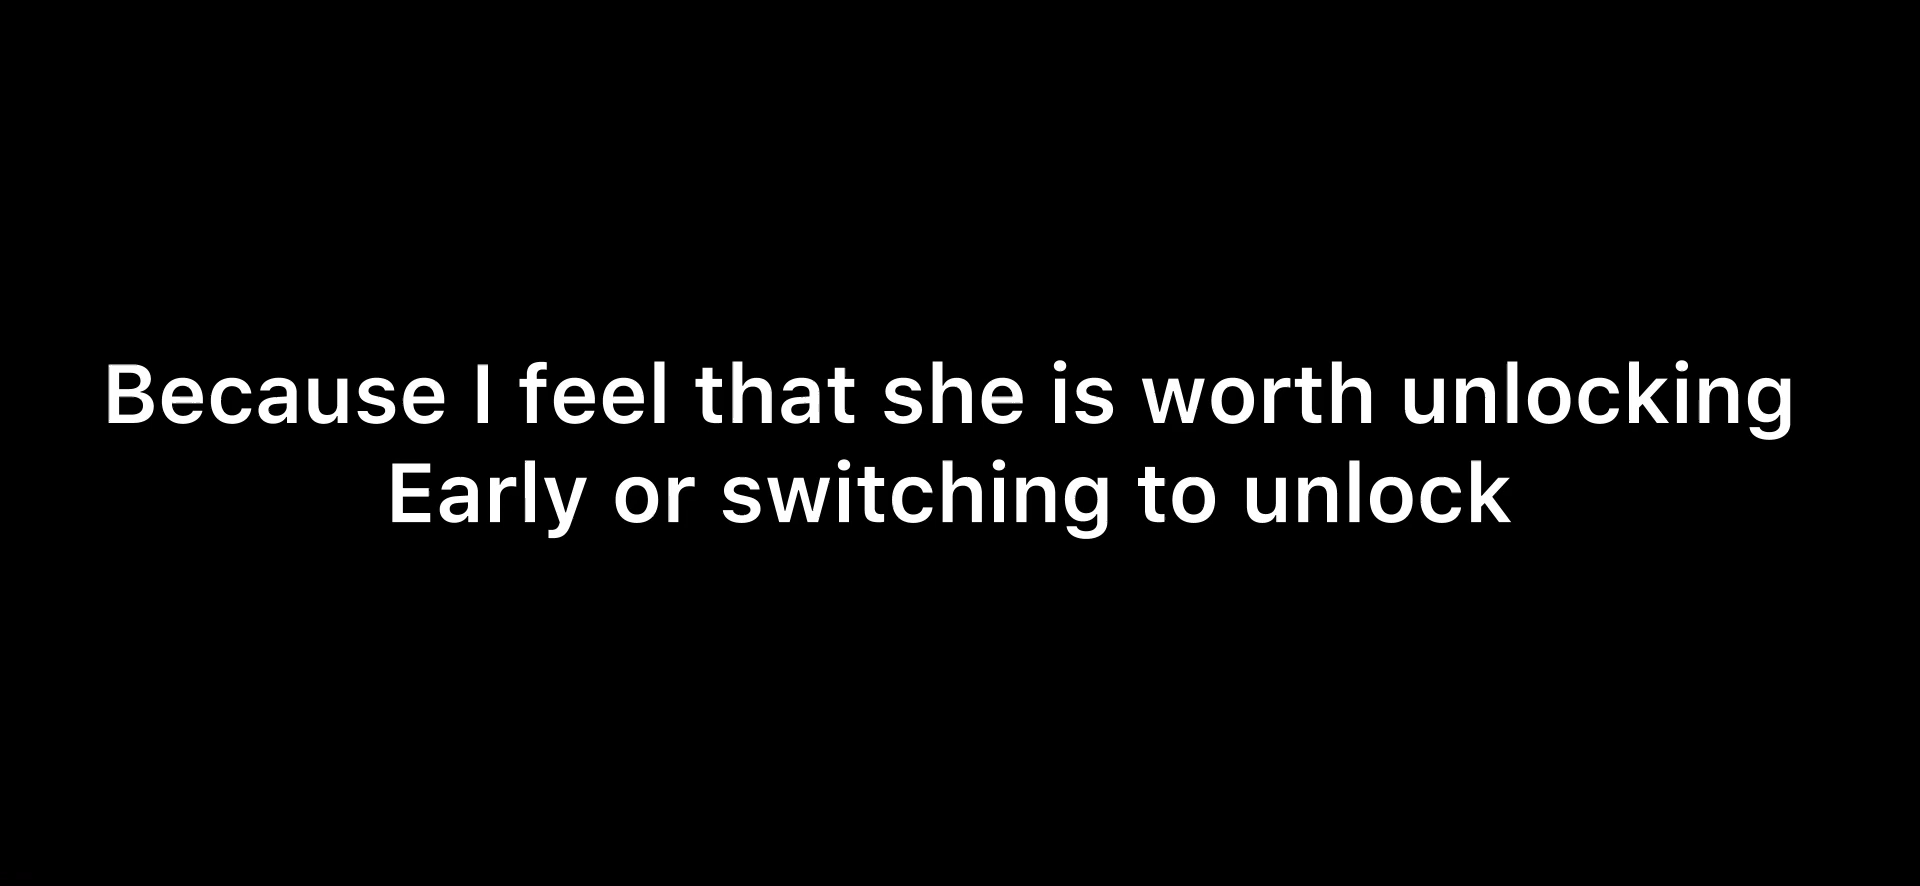 Because I feel that she is worth unlocking
Early or switching to unlock